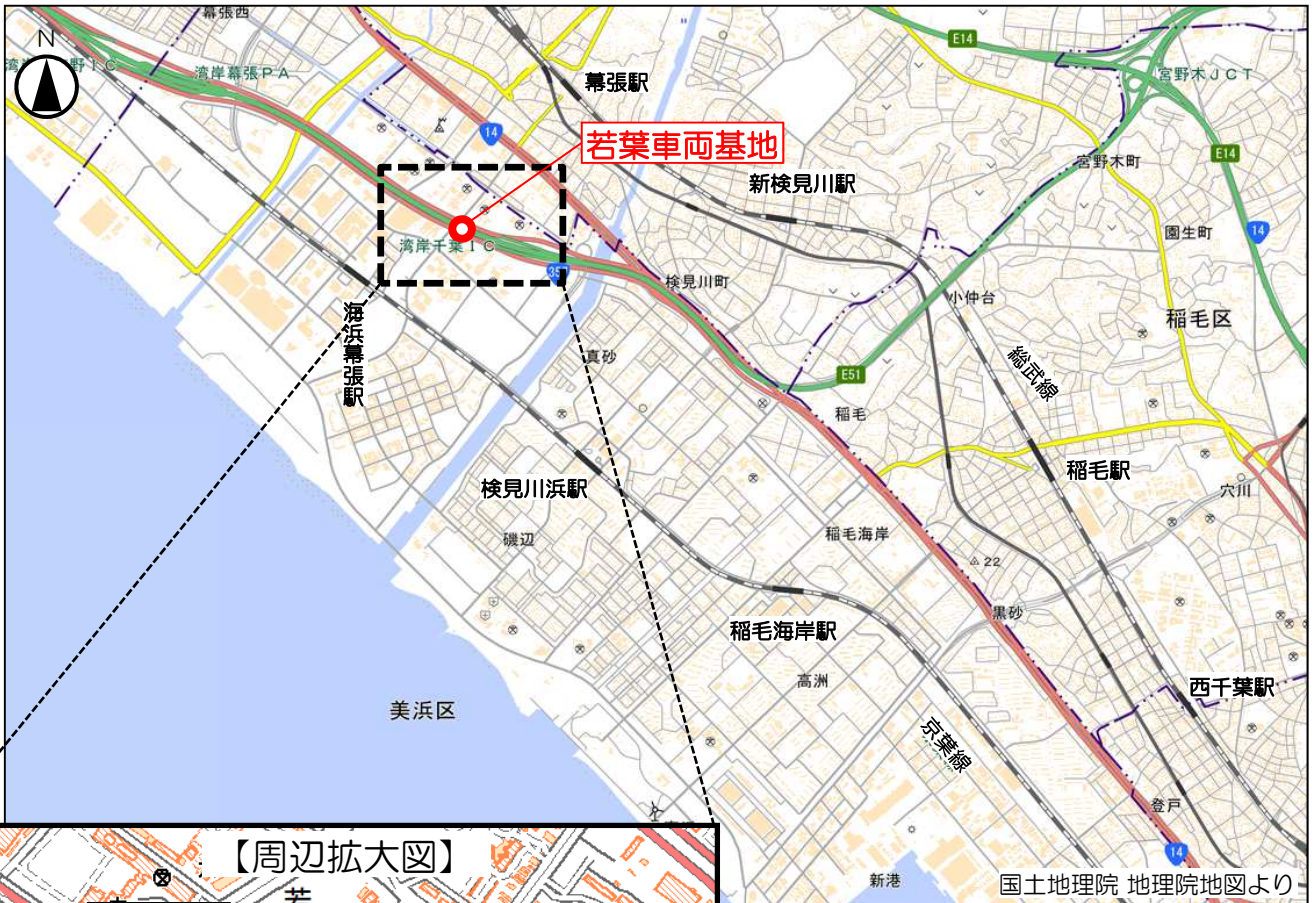 幕張西
N
湾岸幕張PA
E14
宮野木JCT
幕張駅
14
若葉車両基地
宮野木町
E14
新検見川駅
園生町
14
湾岸千葉IC
357
検見川町
小仲台
稲毛区
海浜幕張駅
真砂
総武線
E51
稲毛
稲毛駅
穴川
検見川浜駅
磯辺
稲毛海岸
22
黒砂
稲毛海岸駅
高洲
西千葉駅
美浜区
京葉線
登戸
【周辺拡大図】
14
新港
若
国土地理院 地理院地図より